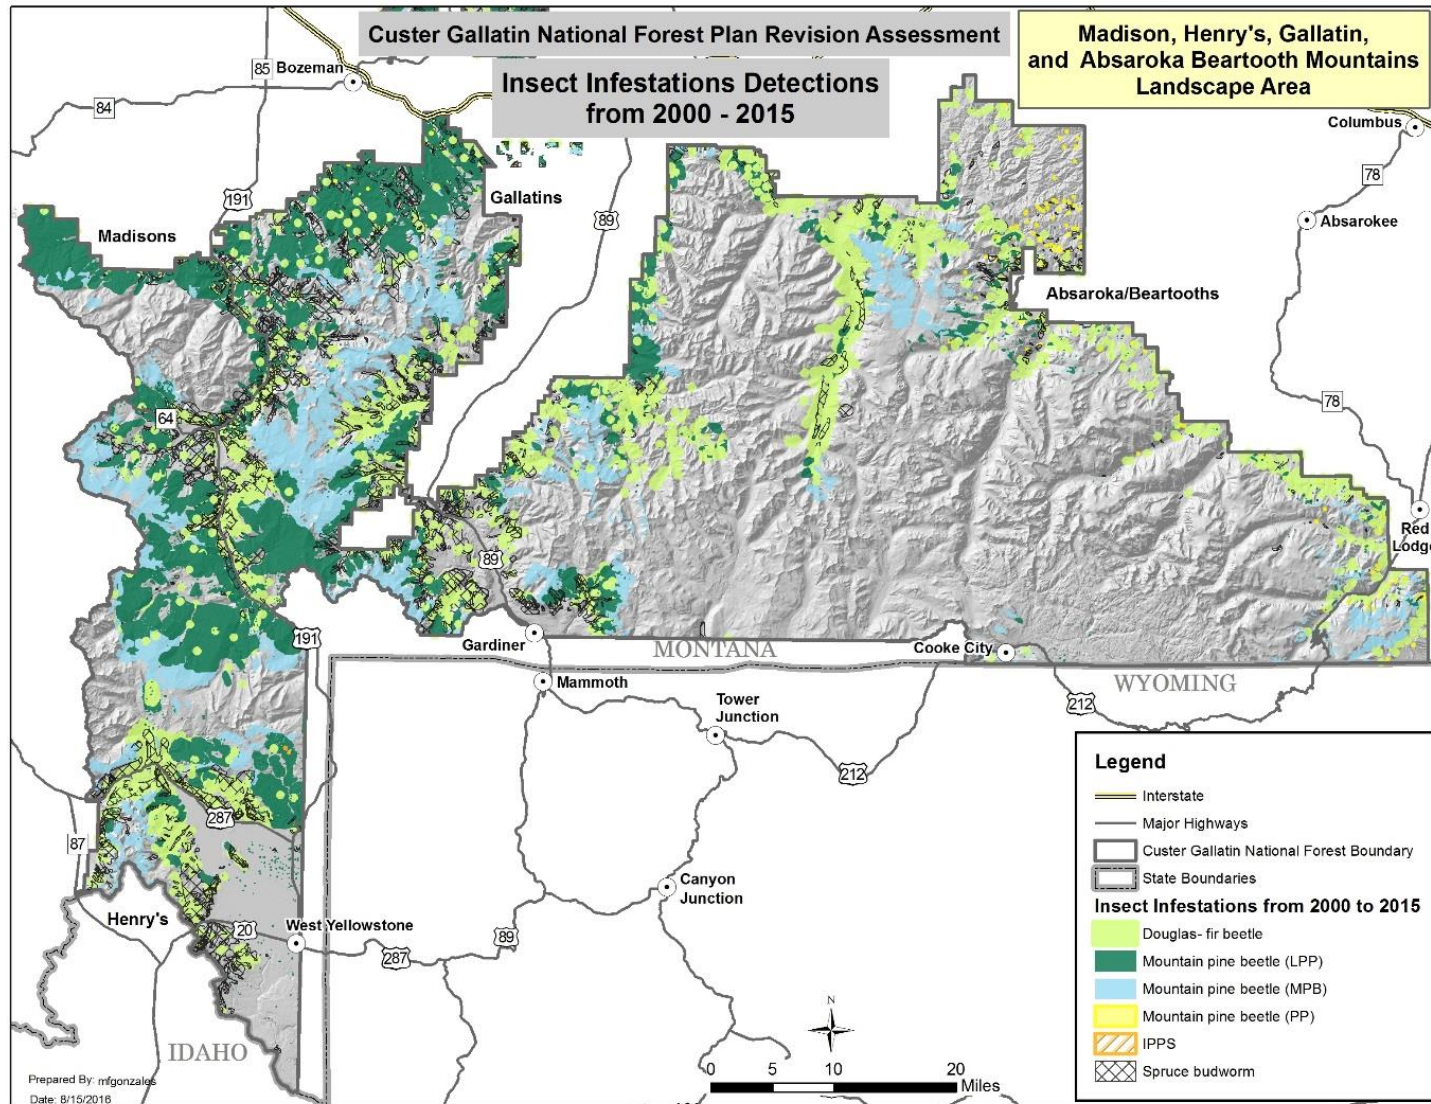 Custer Gallatin National Forest Plan Revision Assessment
Insect Infestations Detections
from 2000 - 2015
Madison, Henry's, Gallatin,
and Absaroka Beartooth Mountains
Landscape Area
85
Bozeman
84
Columbus
78
191
Gallatins
89
Absarokee
Madisons
Absaroka/Beartooths
78
64
Red
Lodge
89
191
Gardiner
MONTANA
Cooke City
Mammoth
WYOMING
212
Tower
Junction
212
287
87
Canyon
Junction
Henry's
20
West Yellowstone
89
287
IDAHO
N
0 5 10 20
Miles
Prepared By: mfgonzales
Date: 8/15/2016
Legend
Interstate
Major Highways
Custer Gallatin National Forest Boundary
State Boundaries
Insect Infestations from 2000 to 2015
Douglas- fir beetle
Mountain pine beetle (LPP)
Mountain pine beetle (MPB)
Mountain pine beetle (PP)
IPPS
Spruce budworm